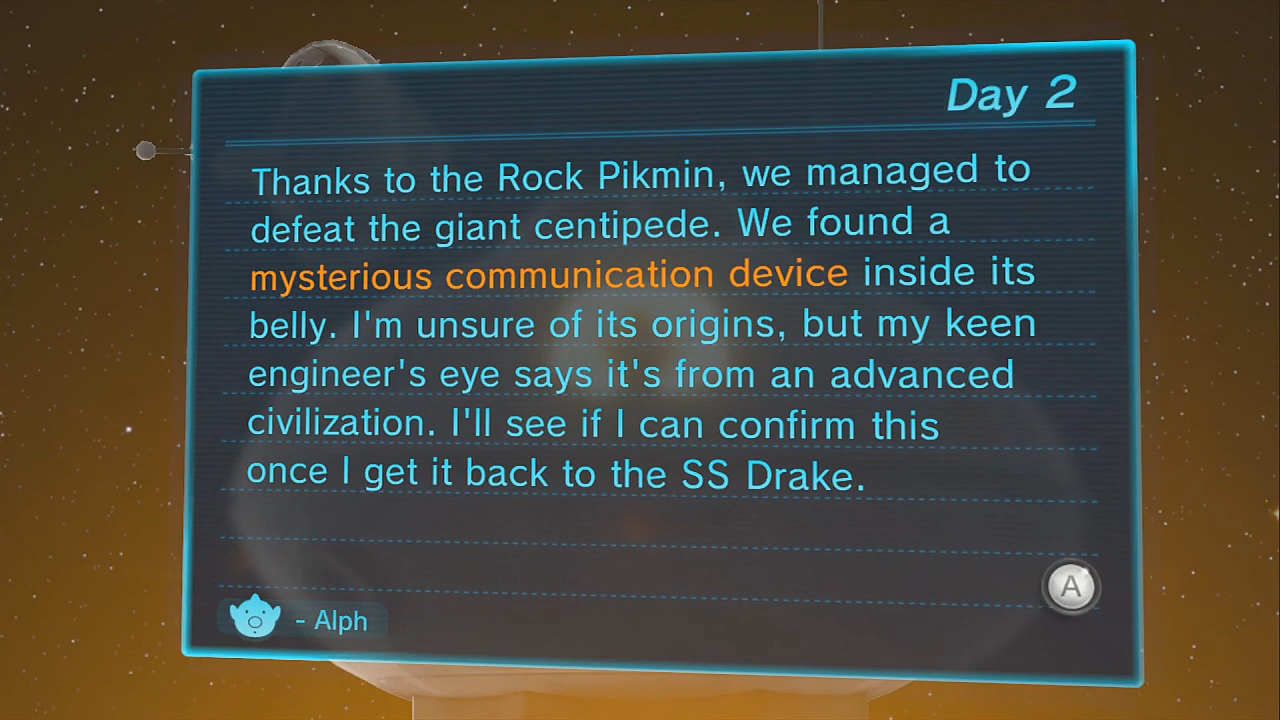 Day 2
Thanks to the Rock Pikmin, we managed to
defeat the giant centipede. We found a
mysterious communication device inside its
belly. I'm unsure of its origins, but my keen
engineer's eye says it's from an advanced
civilization. I'll see if I can confirm this
once I get it back to the SS Drake.
A
- Alph